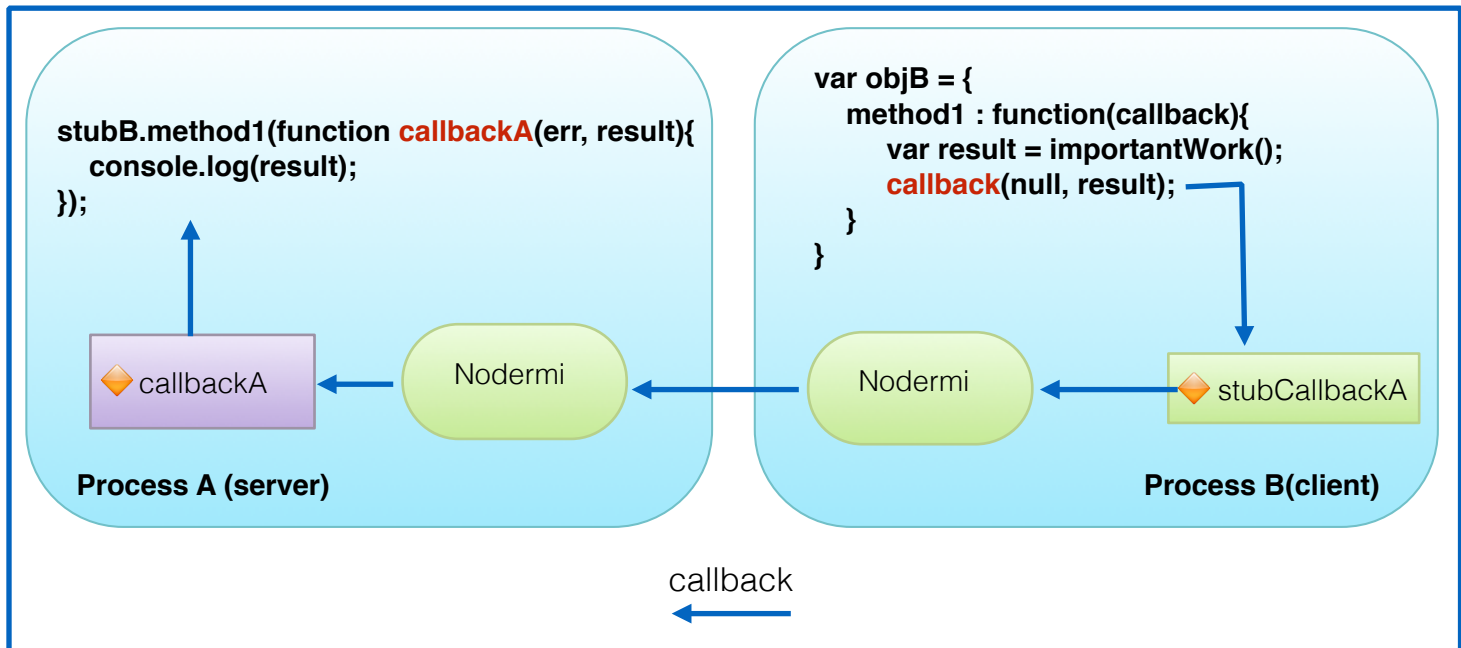 stubB.method1(function callbackA(err, result){
console.log(result);
});
callbackA
Nodermi
Process A (server)
var objB = {
method1 : function(callback){
var result = importantWork();
callback(null, result);
}
}
Nodermi
stubCallbackA
Process B(client)
callback